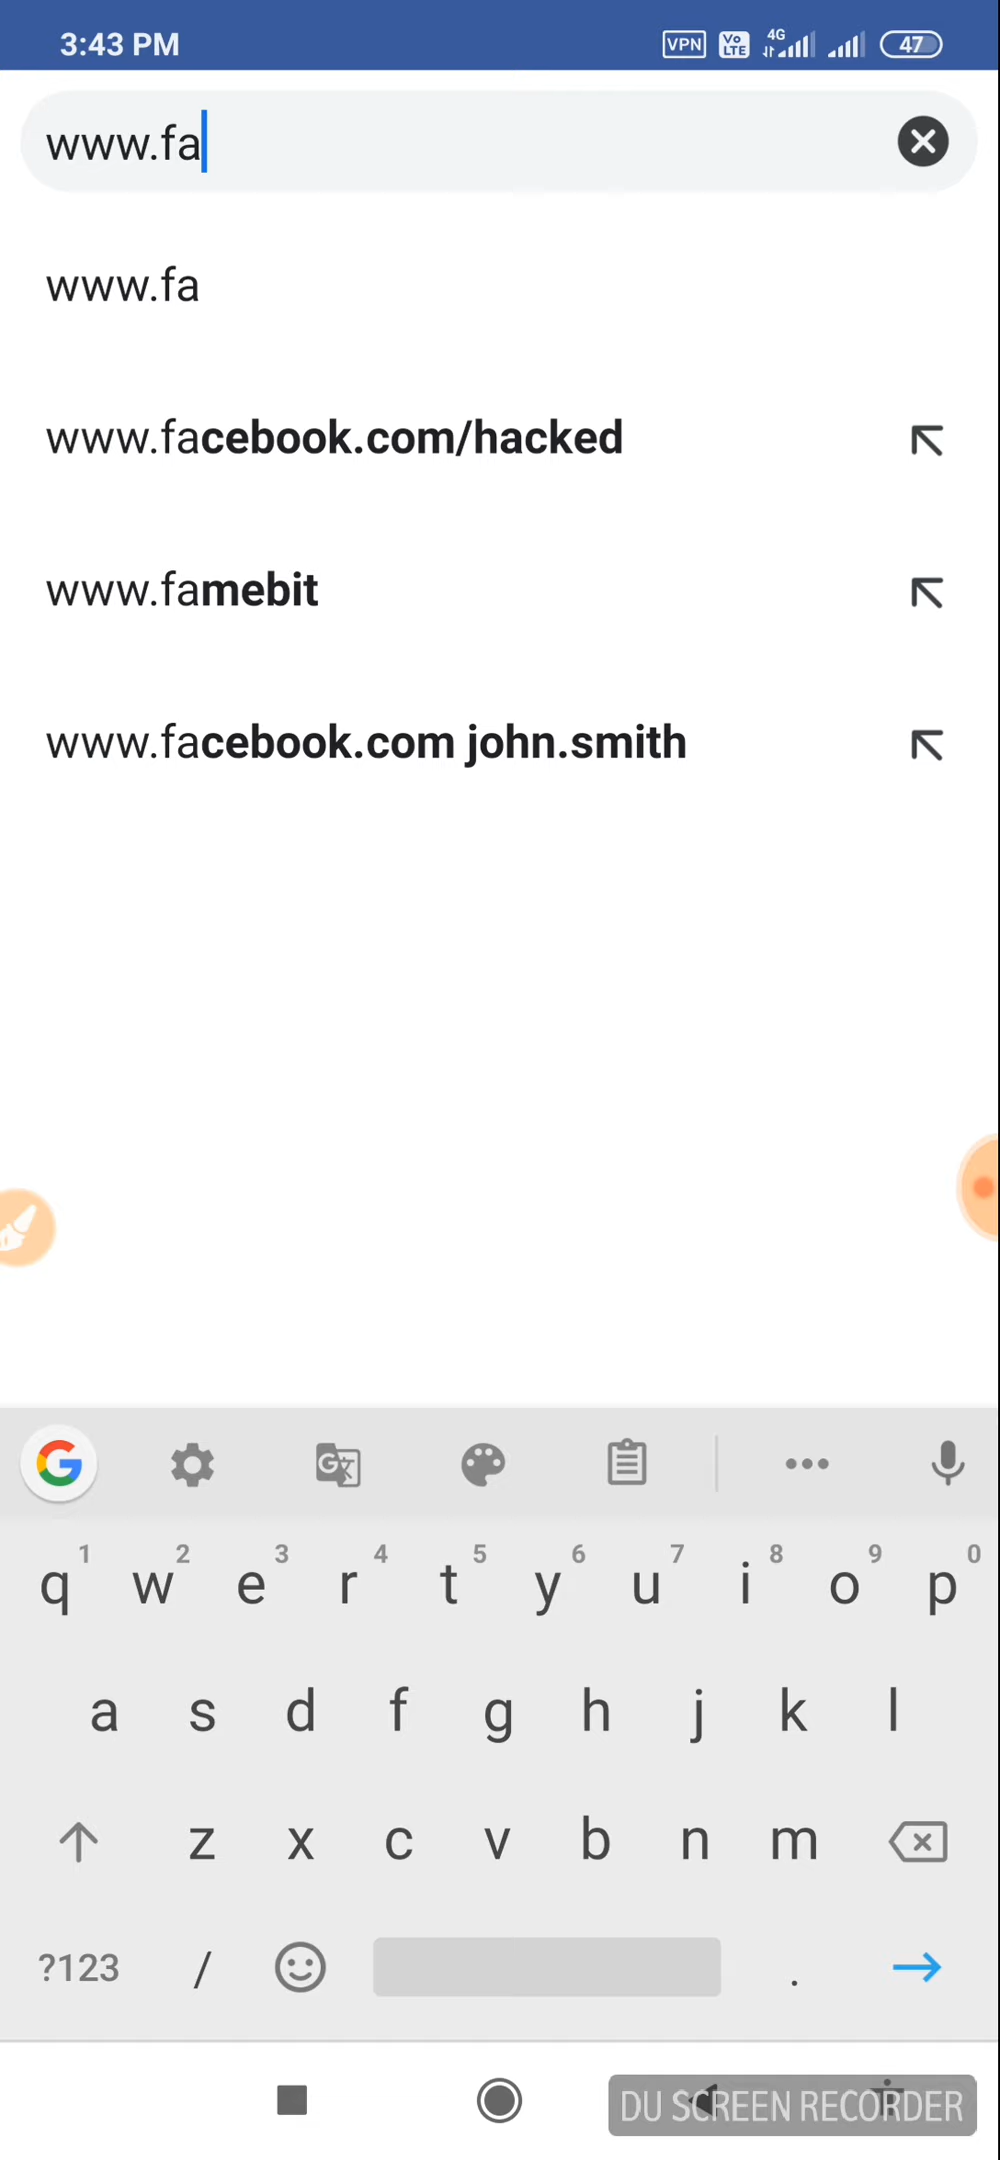 3:43 PM VPN Vo LTE 4G 47
www.fa
www.fa
www.facebook.com/hacked
www.famebit
www.facebook.com john.smith
G G
1 2 3 4 5 6 7 8 9 0
q w e r t y u i o p
a s d f g h j k l
z x c v b n m
?123 / .
DU SCREEN RECORDER